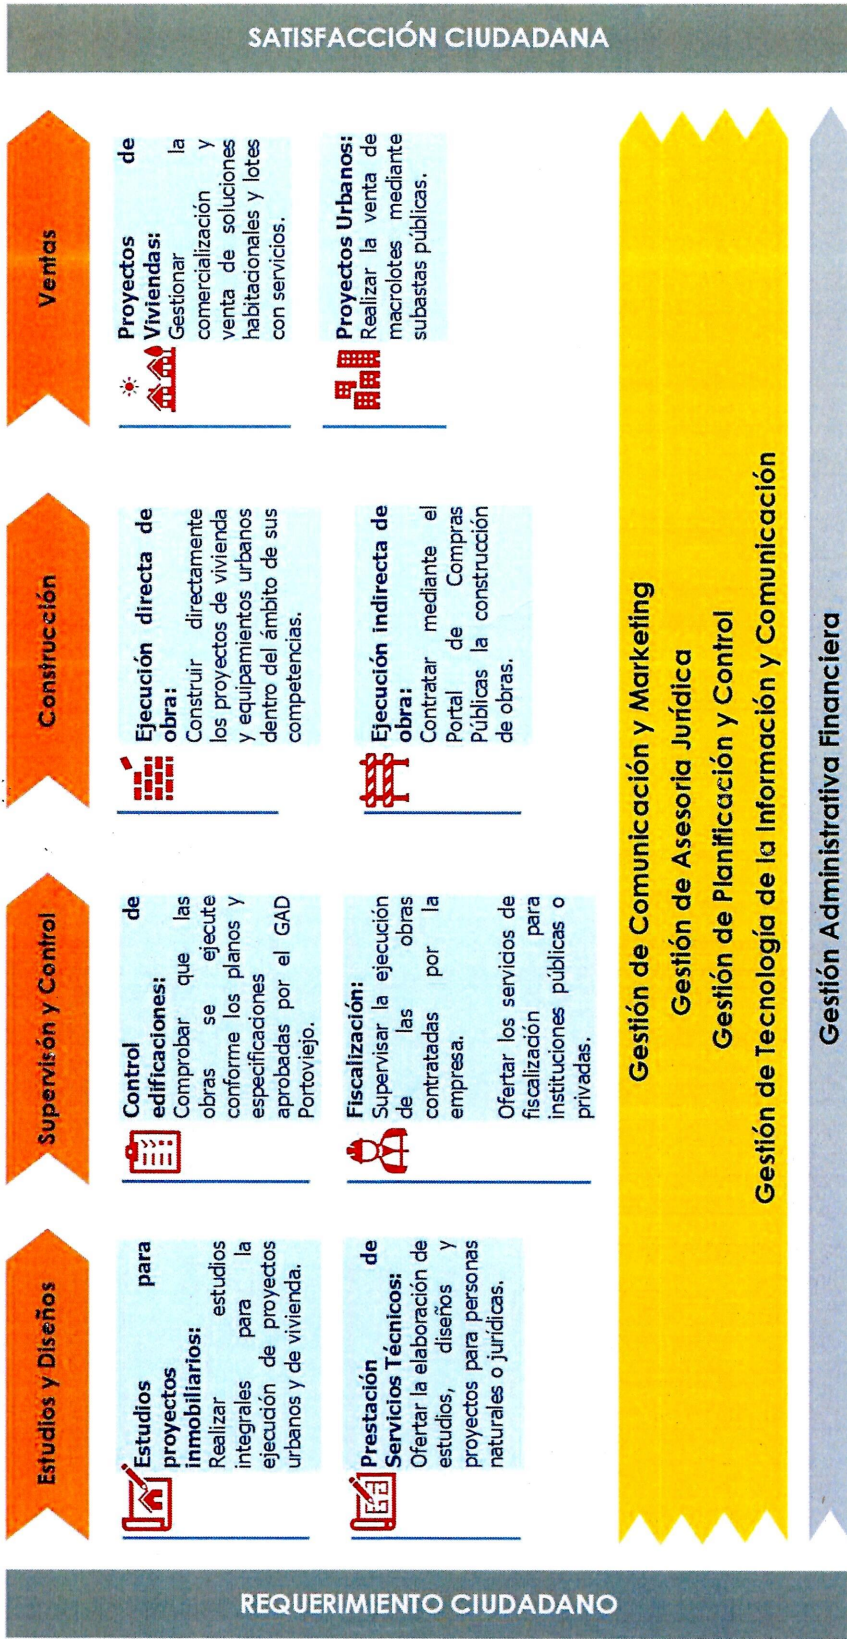 REQUERIMIENTO CIUDADANO
Estudios y Diseños
Estudios para
proyectos
inmobiliarios:
Realizar estudios
integrales para la
ejecución de proyectos
urbanos y de vivienda.
Prestación de
Servicios Técnicos:
Ofertar la elaboración de
estudios, diseños y
proyectos para personas
naturales o jurídicas.
Supervisón y Control
Control de
edificaciones:
Comprobar que las
obras se ejecute
conforme los planos y
especificaciones
aprobadas por el GAD
Portoviejo.
Fiscalización:
Supervisar la ejecución
de las obras
contratadas por la
empresa.
Ofertar los servicios de
fiscalización para
instituciones públicas o
privadas.
Construcción
Ejecución directa de
obra:
Construir directamente
los proyectos de vivienda
y equipamientos urbanos
dentro del ámbito de sus
competencias.
Ejecución indirecta de
obra:
Contratar mediante el
Portal de Compras
Públicas la construcción
de obras.
Ventas
Proyectos de
Viviendas:
Gestionar la
comercialización y
venta de soluciones
habitacionales y lotes
con servicios.
Proyectos Urbanos:
Realizar la venta de
macrolotes mediante
subastas públicas.
Gestión de Comunicación y Marketing
Gestión de Asesoria Jurídica
Gestión de Planificación y Control
Gestión de Tecnología de la Información y Comunicación
Gestión Administrativa Financiera
SATISFACCIÓN CIUDADANA